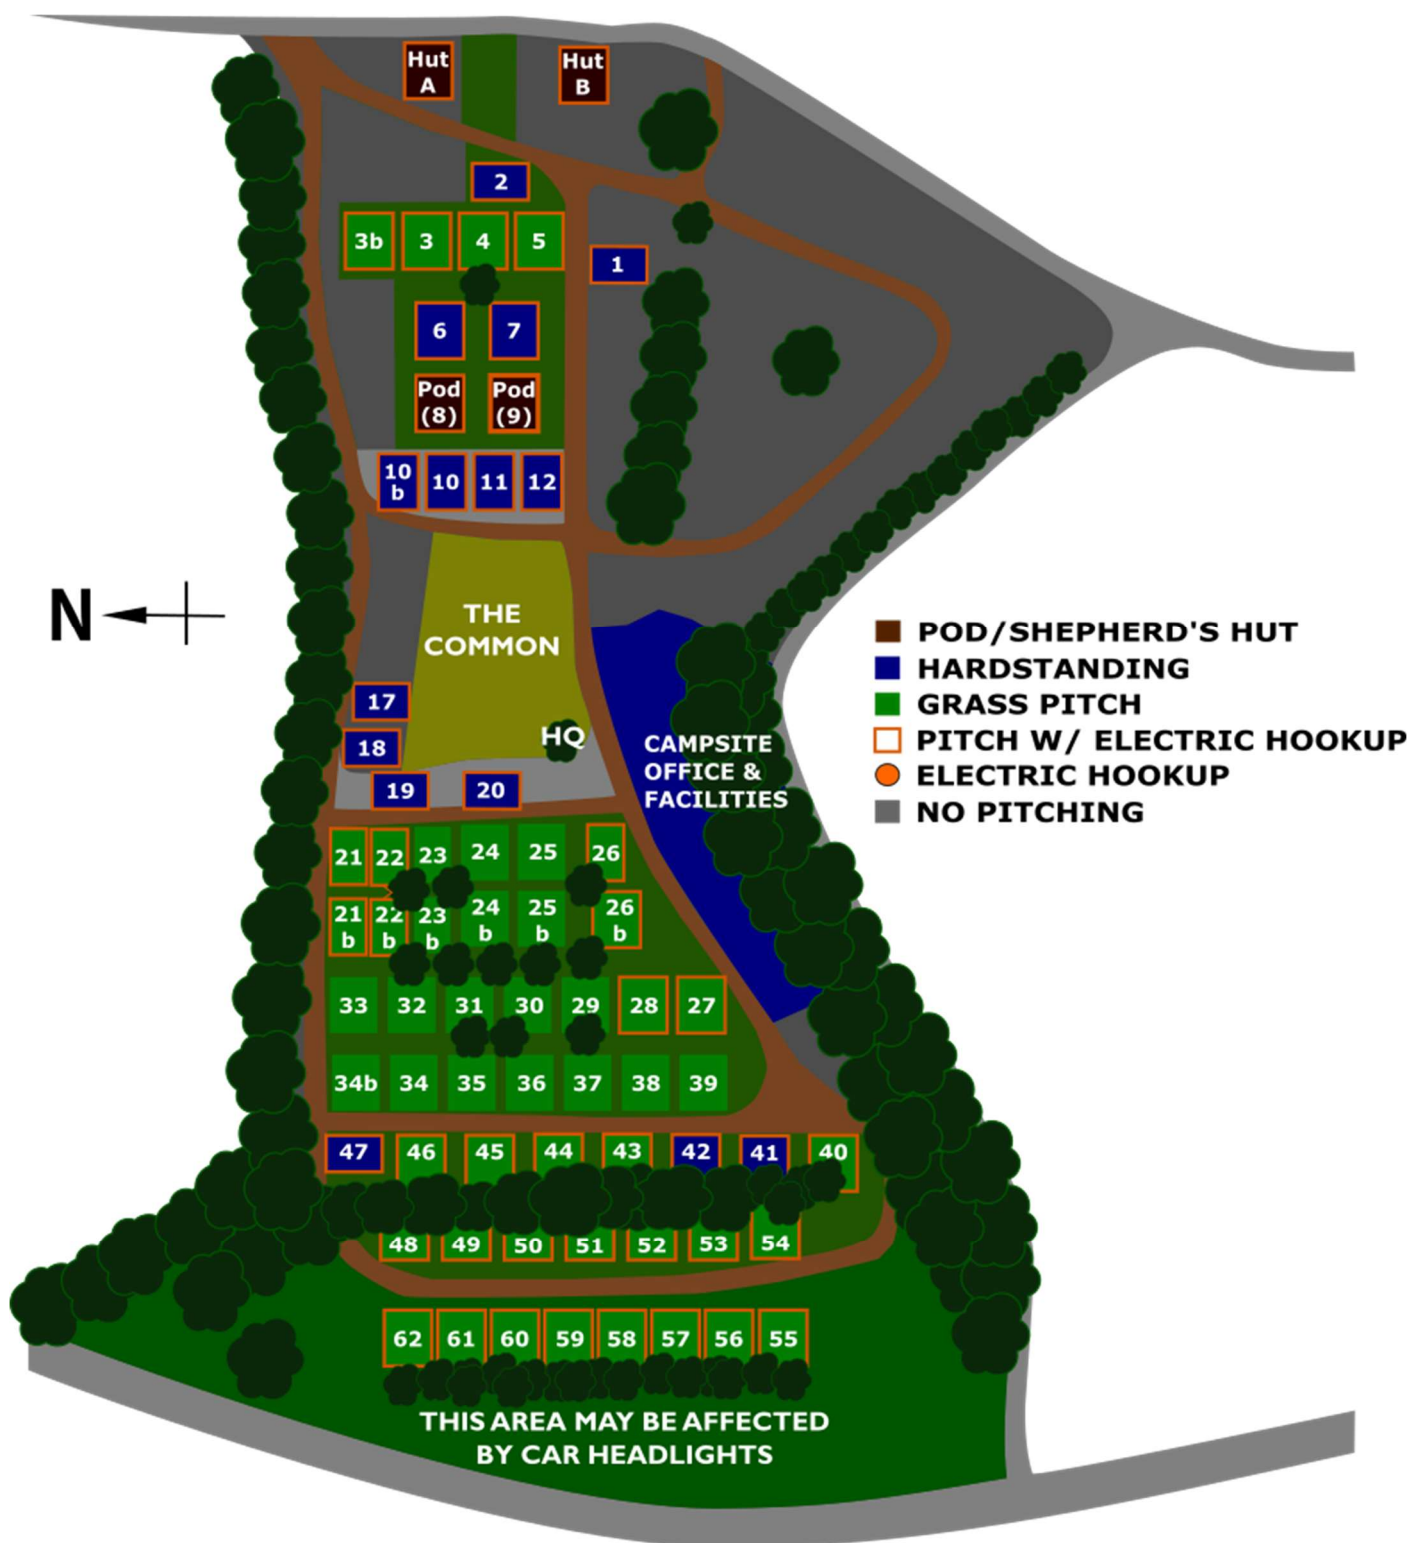 Hut
A
Hut
B
2
3b
3
4
5
1
6
7
Pod
(8)
Pod
(9)
10
b
10
11
12
THE
COMMON
N
POD/SHEPHERD'S HUT
HARDSTANDING
GRASS PITCH
PITCH W/ ELECTRIC HOOKUP
ELECTRIC HOOKUP
NO PITCHING
17
18
HQ
CAMPSITE
OFFICE &
FACILITIES
19
20
21
22
23
24
25
26
21
b
22
b
23
b
24
b
25
b
26
b
33
32
31
30
29
28
27
34b
34
35
36
37
38
39
47
46
45
44
43
42
41
40
48
49
50
51
52
53
54
62
61
60
59
58
57
56
55
THIS AREA MAY BE AFFECTED
BY CAR HEADLIGHTS